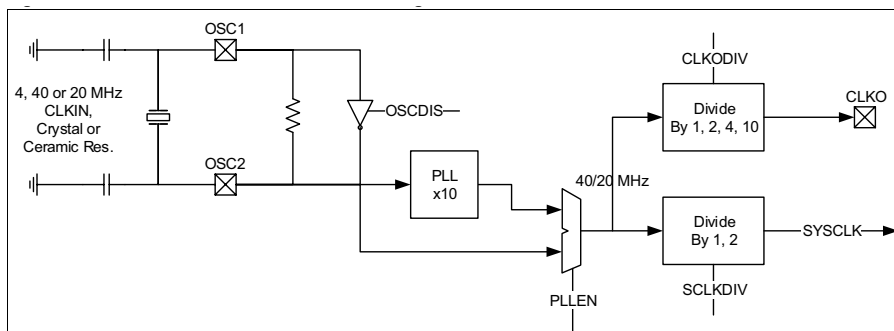 OSC1
4, 40 or 20 MHz
CLKIN,
Crystal or
Ceramic Res.
OSCDIS
OSC2
PLL
x10
40/20 MHz
PLLEN
CLKODIV
Divide
By 1, 2, 4, 10
CLKO
Divide
By 1, 2
SYSCLK
SCLKDIV